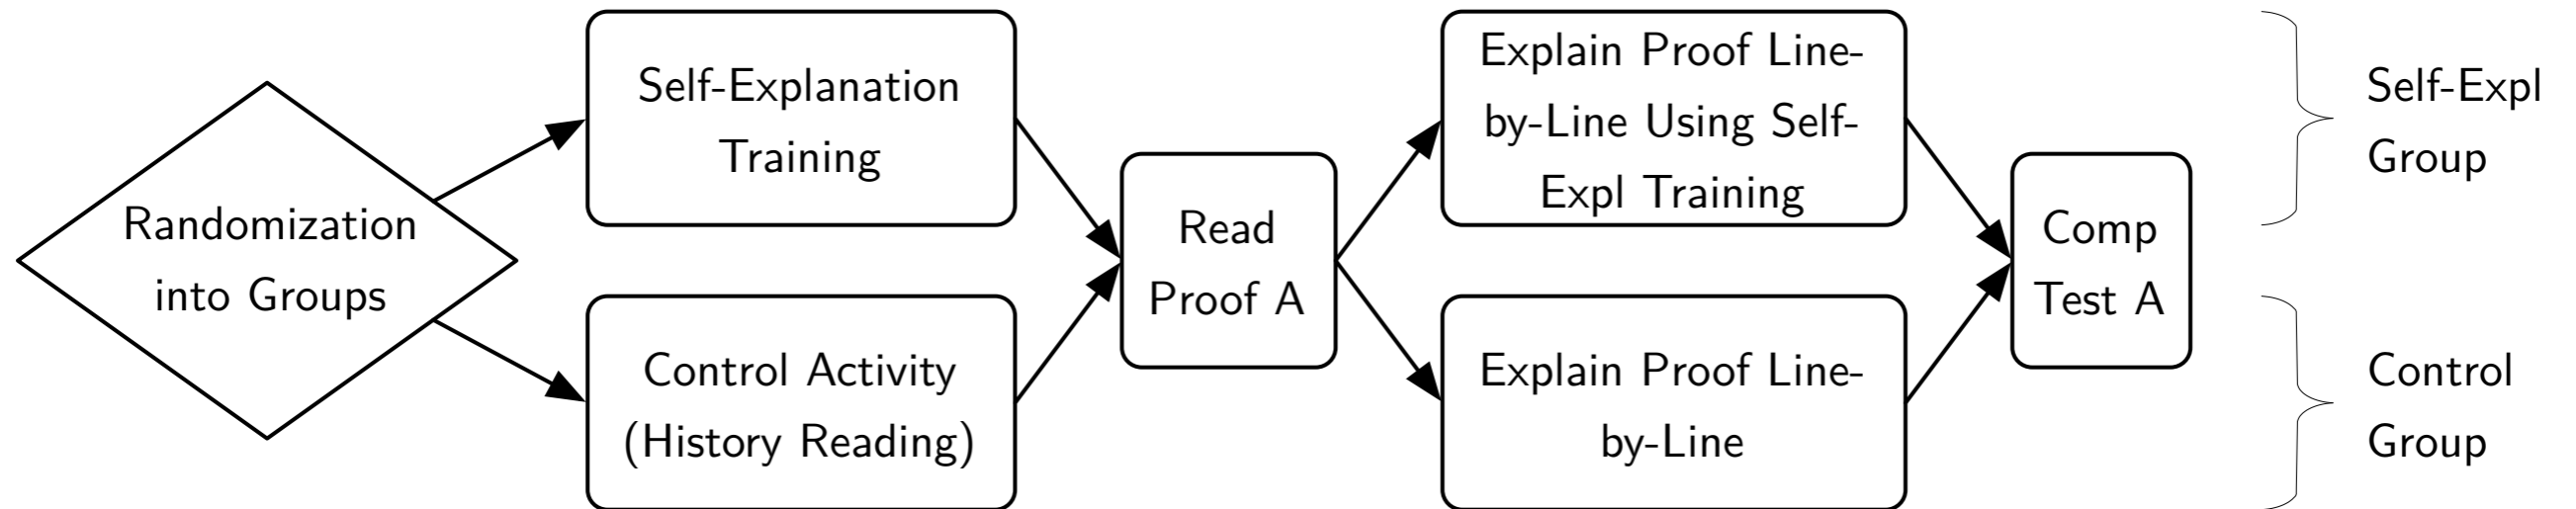 Randomization
into Groups
Self-Explanation
Training
Control Activity
(History Reading)
Read
Proof A
Explain Proof Line-
by-Line Using Self-
Expl Training
Explain Proof Line-
by-Line
Comp
Test A
Self-Expl
Group
Control
Group